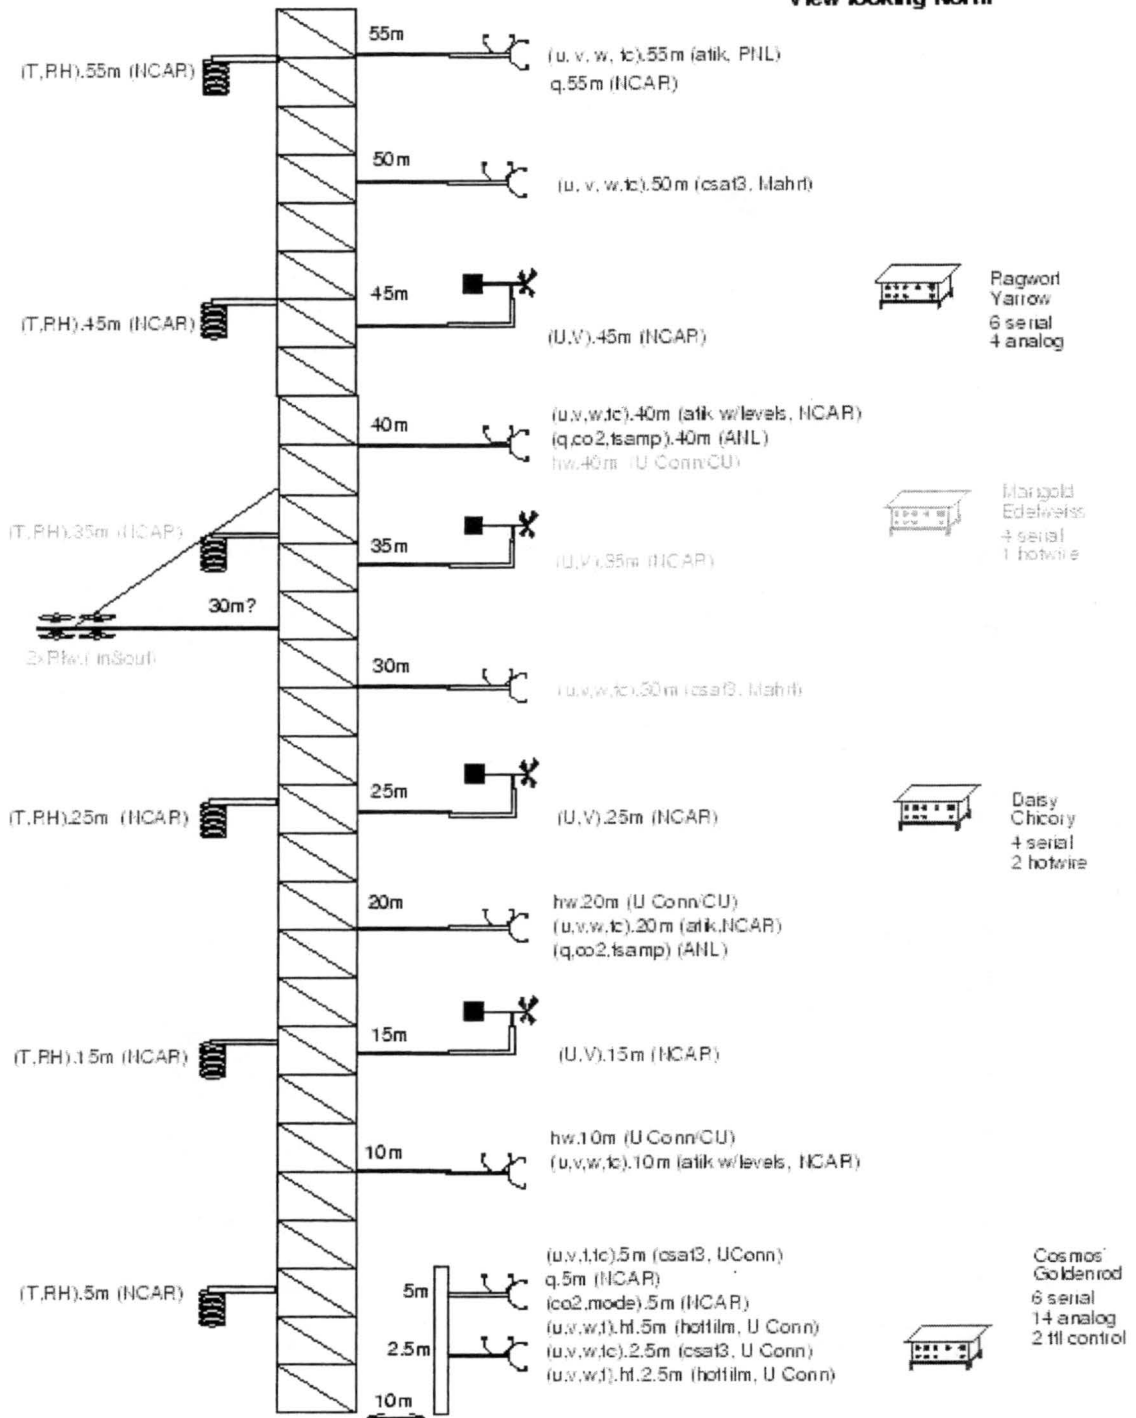 View looking North
55m
(u, v, w, tc).55m (atik, PNL)
(T,RH).55m (NCAR)
q.55m (NCAR)
50m
(u, v, w,tc).50m (csat3, Mahrt)
Ragwort
Yarrow
6 serial
4 analog
45m
(T,RH).45m (NCAR)
(U,V).45m (NCAR)
40m
(u,v,w,tc).40m (atik w/levels, NCAR)
(q,co2,tsamp).40m (ANL)
hw.40m (U Conn/CU)
Marigold
Edelweiss
4 serial
1 hotwire
(T,RH).35m (NCAR)
35m
(U,V).35m (NCAR)
30m?
30m
(u,v,w,tc).30m (csat3, Mahrt)
25m
(T,RH).25m (NCAR)
(U,V).25m (NCAR)
Daisy
Chicory
4 serial
2 hotwire
20m
hw.20m (U Conn/CU)
(u,v,w,tc).20m (atik,NCAR)
(q,co2,tsamp) (ANL)
15m
(T,RH).15m (NCAR)
(U,V).15m (NCAR)
10m
hw.10m (U Conn/CU)
(u,v,w,tc).10m (atik w/levels, NCAR)
(T,RH).5m (NCAR)
5m
2.5m
(u,v,t,tc).5m (csat3, UConn)
q.5m (NCAR)
(co2,mode).5m (NCAR)
(u,v,w,t).hf.5m (hotfilm, U Conn)
(u,v,w,tc).2.5m (csat3, U Conn)
(u,v,w,t).hf.2.5m (hotfilm, U Conn)
Cosmos
Goldenrod
6 serial
14 analog
2 ttl control
10m